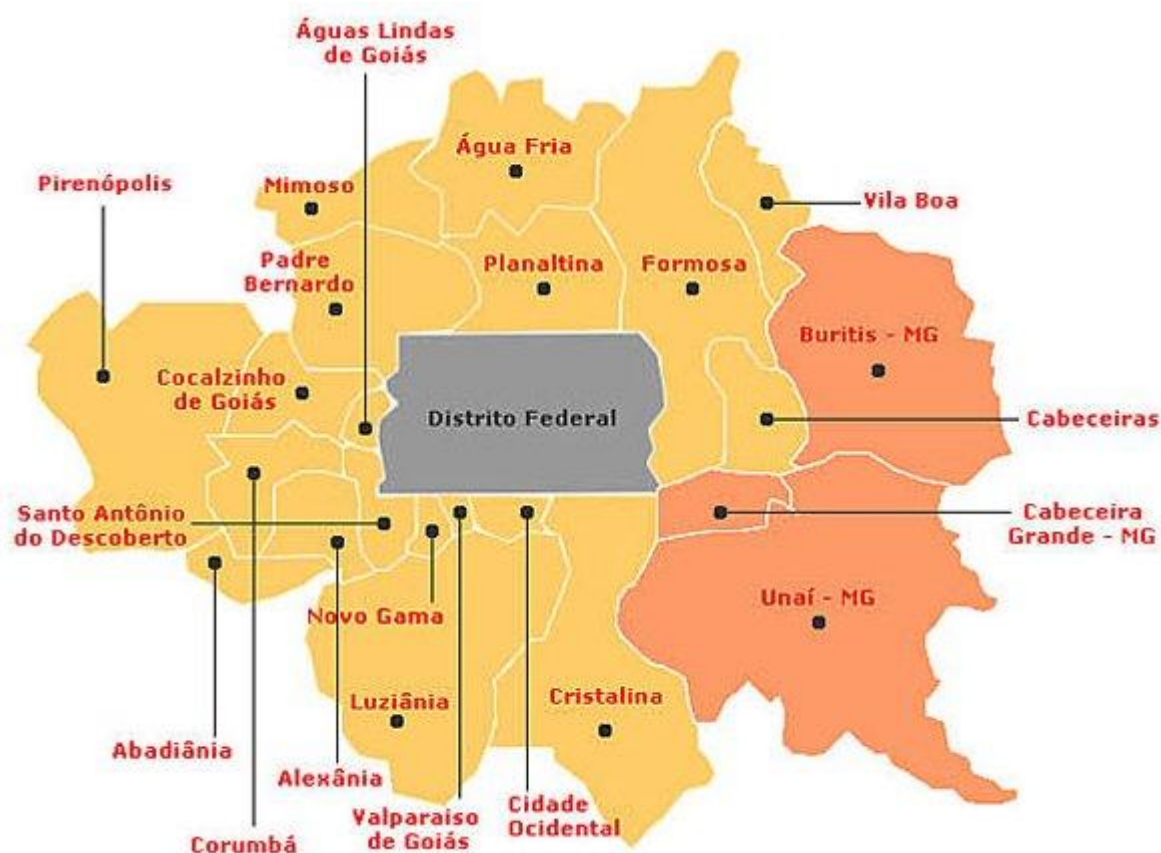 Águas Lindas
de Goiás
Água Fria
Pirenópolis
Mimoso
Vila Boa
Padre
Bernardo
Planaltina
Formosa
Buritis - MG
Cocalzinho
de Goiás
Distrito Federal
Cabeceiras
Santo Antônio
do Descoberto
Cabeceira
Grande - MG
Novo Gama
Unaí - MG
Luziânia
Cristalina
Abadiânia
Alexânia
Valparaiso
de Goiás
Cidade
Ocidental
Corumbá